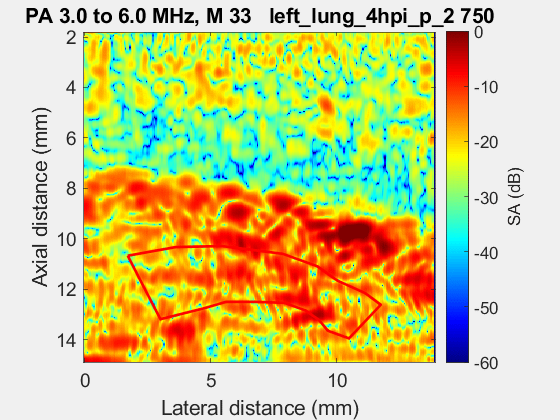 PA 3.0 to 6.0 MHz, M 33 left_lung_4hpi_p_2 750
2
4
6
8
10
12
14
Axial distance (mm)
0 5 10
Lateral distance (mm)
0
-10
-20
-30
-40
-50
-60
SA (dB)